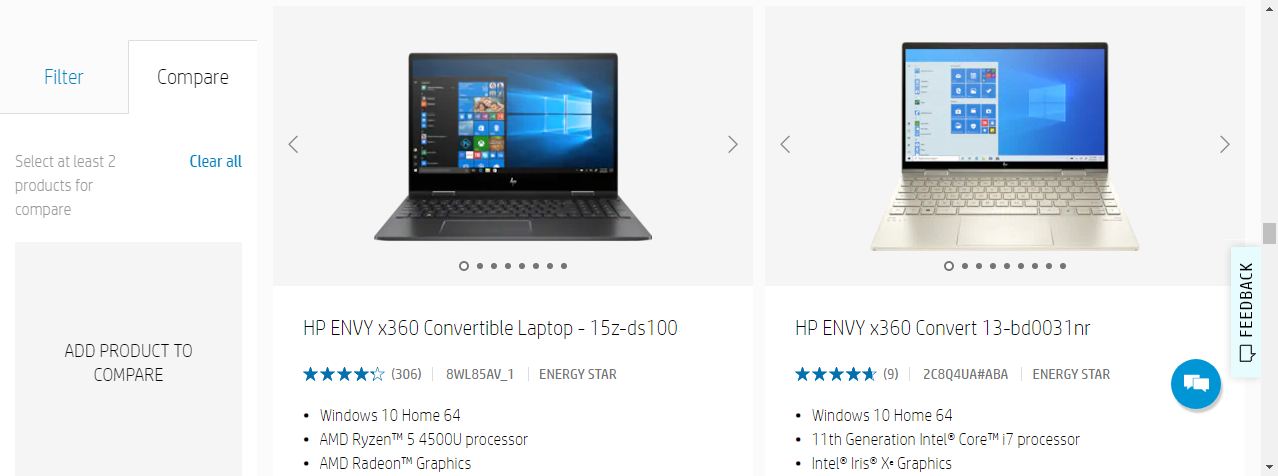 Filter
Compare
Select at least 2
products for
compare
Clear all
ADD PRODUCT TO
COMPARE
HP ENVY x360 Convertible Laptop - 15z-ds100
(306) 8WL85AV_1 ENERGY STAR
• Windows 10 Home 64
• AMD Ryzen™ 5 4500U processor
• AMD Radeon™ Graphics
HP ENVY x360 Convert 13-bd0031nr
(9) 2C8Q4UA#ABA ENERGY STAR
• Windows 10 Home 64
• 11th Generation Intel® Core™ i7 processor
• Intel® Iris® Xᵉ Graphics
FEEDBACK